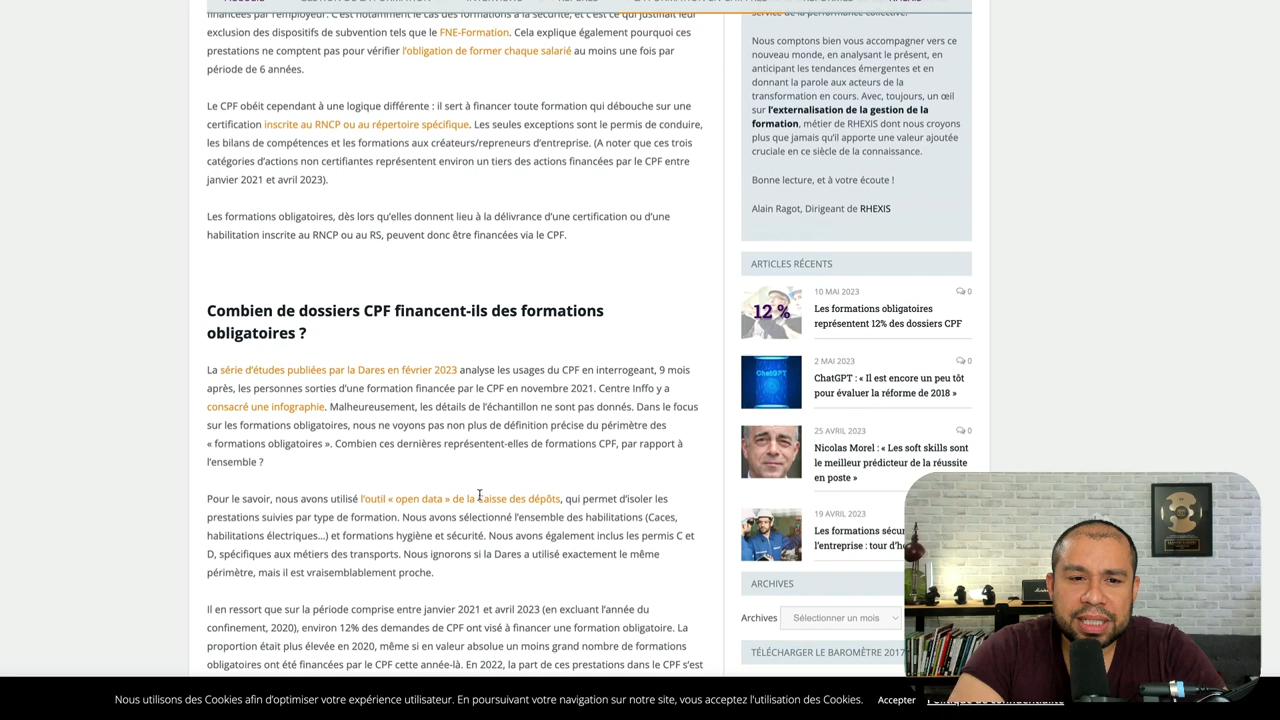 financées par l'employeur. C'est notamment le cas des formations à la sécurité, et c'est ce qui justifiait leur
exclusion des dispositifs de subvention tels que le FNE-Formation. Cela explique également pourquoi ces
prestations ne comptent pas pour vérifier l'obligation de former chaque salarié au moins une fois par
période de 6 années.
Le CPF obéit cependant à une logique différente : il sert à financer toute formation qui débouche sur une
certification inscrite au RNCP ou au répertoire spécifique. Les seules exceptions sont le permis de conduire,
les bilans de compétences et les formations aux créateurs/repreneurs d'entreprise. (A noter que ces trois
catégories d'actions non certifiantes représentent environ un tiers des actions financées par le CPF entre
janvier 2021 et avril 2023).
Les formations obligatoires, dès lors qu'elles donnent lieu à la délivrance d'une certification ou d'une
habilitation inscrite au RNCP ou au RS, peuvent donc être financées via le CPF.
Combien de dossiers CPF financent-ils des formations
obligatoires ?
La série d'études publiées par la Dares en février 2023 analyse les usages du CPF en interrogeant, 9 mois
après, les personnes sorties d'une formation financée par le CPF en novembre 2021. Centre Inffo y a
consacré une infographie. Malheureusement, les détails de l'échantillon ne sont pas donnés. Dans le focus
sur les formations obligatoires, nous ne voyons pas non plus de définition précise du périmètre des
« formations obligatoires ». Combien ces dernières représentent-elles de formations CPF, par rapport à
l'ensemble ?
Pour le savoir, nous avons utilisé l'outil « open data » de la caisse des dépôts, qui permet d'isoler les
prestations suivies par type de formation. Nous avons sélectionné l'ensemble des habilitations (Caces,
habilitations électriques...) et formations hygiène et sécurité. Nous avons également inclus les permis C et
D, spécifiques aux métiers des transports. Nous ignorons si la Dares a utilisé exactement le même
périmètre, mais il est vraisemblablement proche.
Il en ressort que sur la période comprise entre janvier 2021 et avril 2023 (en excluant l'année du
confinement, 2020), environ 12% des demandes de CPF ont visé à financer une formation obligatoire. La
proportion était plus élevée en 2020, même si en valeur absolue un moins grand nombre de formations
obligatoires ont été financées par le CPF cette année-là. En 2022, la part de ces prestations dans le CPF s'est
service de la performance collective.
Nous comptons bien vous accompagner vers ce
nouveau monde, en analysant le présent, en
anticipant les tendances émergentes et en
donnant la parole aux acteurs de la
transformation en cours. Avec, toujours, un œil
sur l'externalisation de la gestion de la
formation, métier de RHEXIS dont nous croyons
plus que jamais qu'il apporte une valeur ajoutée
cruciale en ce siècle de la connaissance.
Bonne lecture, et à votre écoute !
Alain Ragot, Dirigeant de RHEXIS
ARTICLES RÉCENTS
12 %
10 MAI 2023 0
Les formations obligatoires
représentent 12% des dossiers CPF
ChatGPT
2 MAI 2023 0
ChatGPT : « Il est encore un peu tôt
pour évaluer la réforme de 2018 »
25 AVRIL 2023 0
Nicolas Morel : « Les soft skills sont
le meilleur prédicteur de la réussite
en poste »
19 AVRIL 2023
Les formations
l'entreprise : tour
ARCHIVES
Archives Sélectionner un mois
TÉLÉCHARGER LE BAROMÈTRE 2017
Marshall
Nous utilisons des Cookies afin d'optimiser votre expérience utilisateur. En poursuivant votre navigation sur notre site, vous acceptez l'utilisation des Cookies. Accepter Politique de confidentialité